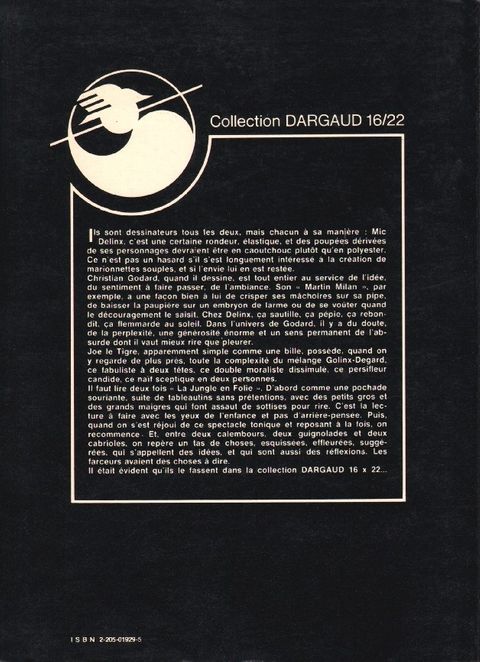 Collection DARGAUD 16/22
Ils sont dessinateurs tous les deux, mais chacun à sa manière : Mic
Delinx, c'est une certaine rondeur, élastique, et des poupées dérivées
de ses personnages devraient être en caoutchouc plutôt qu'en polyester.
Ce n'est pas un hasard s'il s'est longuement intéressé à la création de
marionnettes souples, et si l'envie lui en est restée.
Christian Godard, quand il dessine, est tout entier au service de l'idée,
du sentiment à faire passer, de l'ambiance. Son « Martin Milan », par
exemple, a une façon bien à lui de crisper ses mâchoires sur sa pipe,
de baisser la paupière sur un embryon de larme ou de se voûter quand
le découragement le saisit. Chez Delinx, ça sautille, ça pépie, ça rebon-
dit, ça flemmarde au soleil. Dans l'univers de Godard, il y a du doute,
de la perplexité, une générosité énorme et un sens permanent de l'ab-
surde dont il vaut mieux rire que pleurer.
Joe le Tigre, apparemment simple comme une bille, possède, quand on
y regarde de plus près, toute la complexité du mélange Golinx-Degard,
ce fabuliste à deux têtes, ce double moraliste dissimulé, ce persifleur
candide, ce naïf sceptique en deux personnes.
Il faut lire deux fois « La Jungle en Folie ». D'abord comme une pochade
souriante, suite de tableautins sans prétentions, avec des petits gros et
des grands maigres qui font assaut de sottises pour rire. C'est la lec-
ture à faire avec les yeux de l'enfance et pas d'arrière-pensée. Puis,
quand on s'est réjoui de ce spectacle tonique et reposant à la fois, on
recommence. Et, entre deux calembours, deux guignolades et deux
cabrioles, on repère un tas de choses, esquissées, effleurées, suggé-
rées, qui s'appellent des idées, et qui sont aussi des réflexions. Les
farceurs avaient des choses à dire.
Il était évident qu'ils le fassent dans la collection DARGAUD 16 x 22...
ISBN 2-205-01929-5